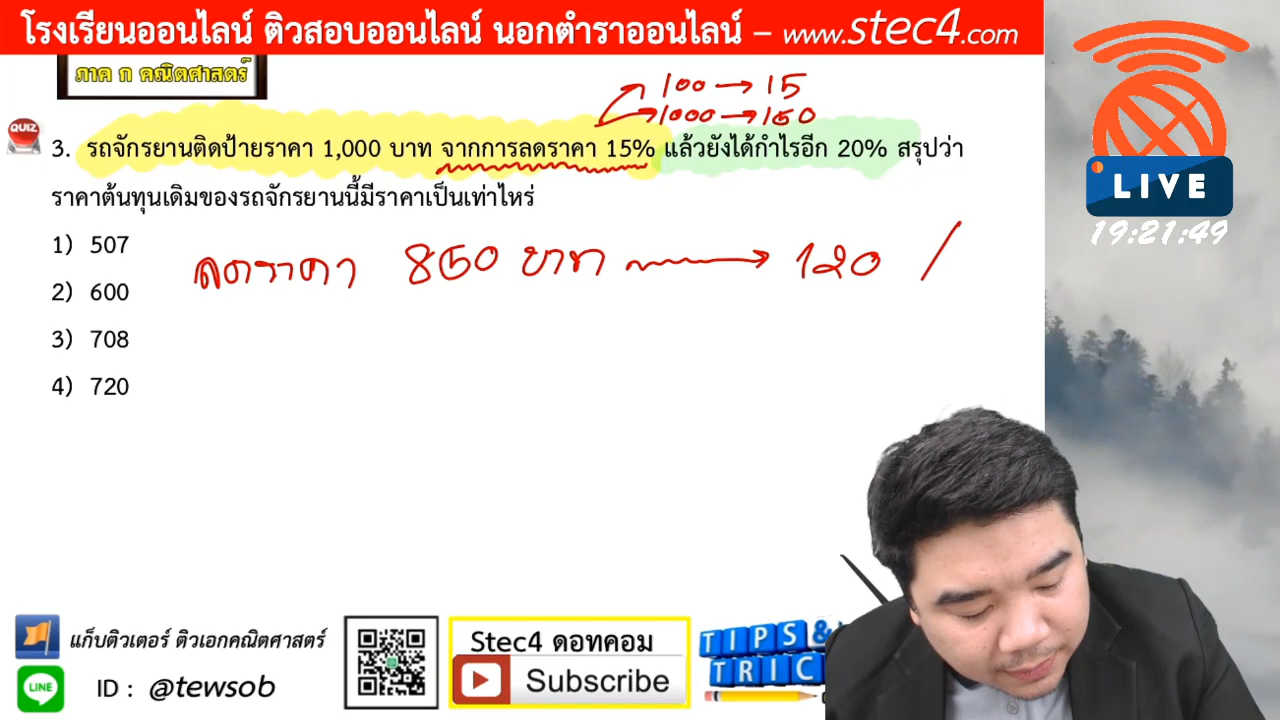 โรงเรียนออนไลน์ ติวสอบออนไลน์ นอกตำราออนไลน์ – www.stec4.com
ภาค ก คณิตศาสตร์
100 → 15
1000 → 150
QUIZ
3. รถจักรยานติดป้ายราคา 1,000 บาท จากการลดราคา 15% แล้วยังได้กำไรอีก 20% สรุปว่า
ราคาต้นทุนเดิมของรถจักรยานนี้มีราคาเป็นเท่าไหร่
LIVE
19:21:49
1) 507
ลดราคา 850 บาท → 120 /
2) 600
3) 708
4) 720
แก็บติวเตอร์ ติวเอกคณิตศาสตร์
LINE
ID : @tewsob
Stec4 ดอทคอม
Subscribe
TIPS &
TRIC